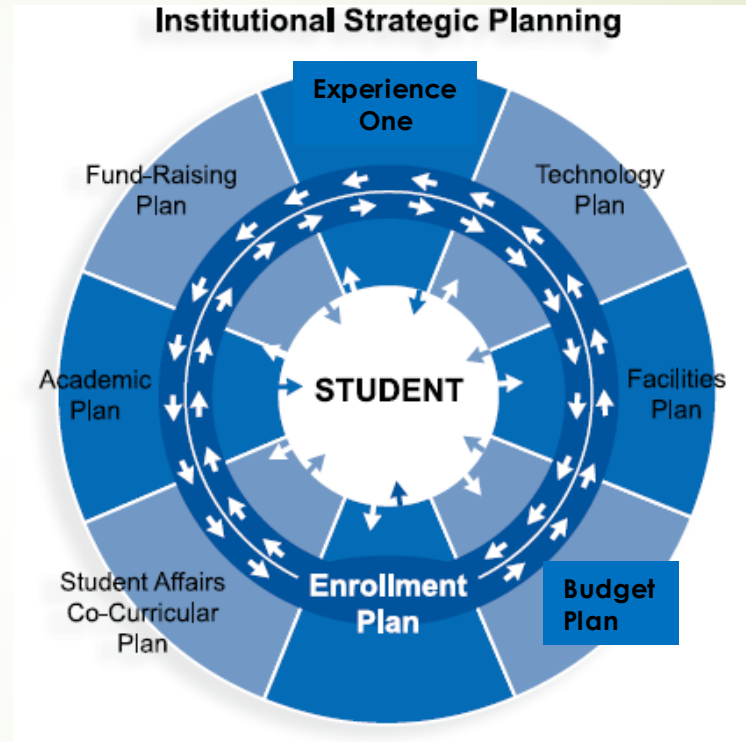 Institutional Strategic Planning
Experience
One
Fund-Raising
Plan
Technology
Plan
Academic
Plan
STUDENT
Facilities
Plan
Student Affairs
Co-Curricular
Plan
Enrollment
Plan
Budget
Plan